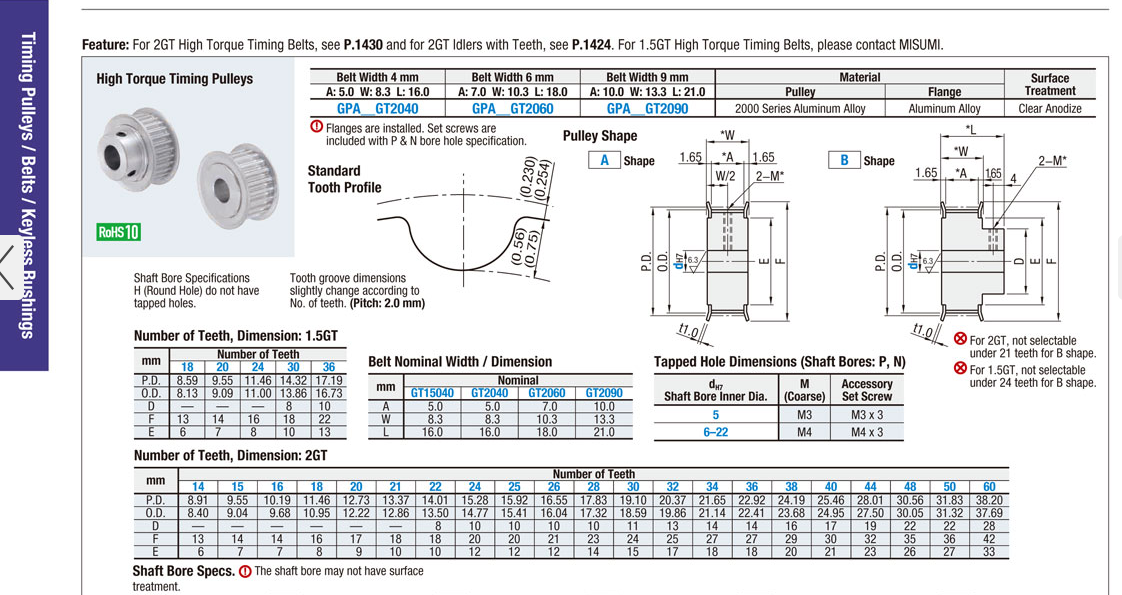 Timing Pulleys / Belts / Keyless Bushings
Feature: For 2GT High Torque Timing Belts, see P.1430 and for 2GT Idlers with Teeth, see P.1424. For 1.5GT High Torque Timing Belts, please contact MISUMI.
High Torque Timing Pulleys
RoHS10
Belt Width 4 mm Belt Width 6 mm Belt Width 9 mm Material Surface Treatment
A: 5.0 W: 8.3 L: 16.0 A: 7.0 W: 10.3 L: 18.0 A: 10.0 W: 13.3 L: 21.0 Pulley Flange
GPA__GT2040 GPA__GT2060 GPA__GT2090 2000 Series Aluminum Alloy Aluminum Alloy Clear Anodize
Flanges are installed. Set screws are
included with P & N bore hole specification.
Standard
Tooth Profile
(0.230)
(0.254)
(0.56)
(0.75)
Pulley Shape
A Shape
*W
1.65 *A 1.65
W/2 2–M*
P.D. O.D. dH7 6.3 E F
t1.0
B Shape
*L
*W
1.65 *A 1.65 4
2–M*
P.D. O.D. dH7 6.3 D E F
t1.0
Shaft Bore Specifications
H (Round Hole) do not have
tapped holes.
Tooth groove dimensions
slightly change according to
No. of teeth. (Pitch: 2.0 mm)
For 2GT, not selectable
under 21 teeth for B shape.
For 1.5GT, not selectable
under 24 teeth for B shape.
Number of Teeth, Dimension: 1.5GT
mm Number of Teeth
18 20 24 30 36
P.D. 8.59 9.55 11.46 14.32 17.19
O.D. 8.13 9.09 11.00 13.86 16.73
D — — — 8 10
F 13 14 16 18 22
E 6 7 8 10 13
Belt Nominal Width / Dimension
mm Nominal
GT15040 GT2040 GT2060 GT2090
A 5.0 5.0 7.0 10.0
W 8.3 8.3 10.3 13.3
L 16.0 16.0 18.0 21.0
Tapped Hole Dimensions (Shaft Bores: P, N)
dH7 M Accessory
Shaft Bore Inner Dia. (Coarse) Set Screw
5 M3 M3 x 3
6–22 M4 M4 x 3
Number of Teeth, Dimension: 2GT
mm Number of Teeth
14 15 16 18 20 21 22 24 25 26 28 30 32 34 36 38 40 44 48 50 60
P.D. 8.91 9.55 10.19 11.46 12.73 13.37 14.01 15.28 15.92 16.55 17.83 19.10 20.37 21.65 22.92 24.19 25.46 28.01 30.56 31.83 38.20
O.D. 8.40 9.04 9.68 10.95 12.22 12.86 13.50 14.77 15.41 16.04 17.32 18.59 19.86 21.14 22.41 23.68 24.95 27.50 30.05 31.32 37.69
D — — — — — — 8 10 10 10 10 11 13 14 14 16 17 19 22 22 28
F 13 14 14 16 17 18 18 20 20 21 23 24 25 27 27 29 30 32 35 36 42
E 6 7 7 8 9 10 10 12 12 12 14 15 17 18 18 20 21 23 26 27 33
Shaft Bore Specs. The shaft bore may not have surface
treatment.